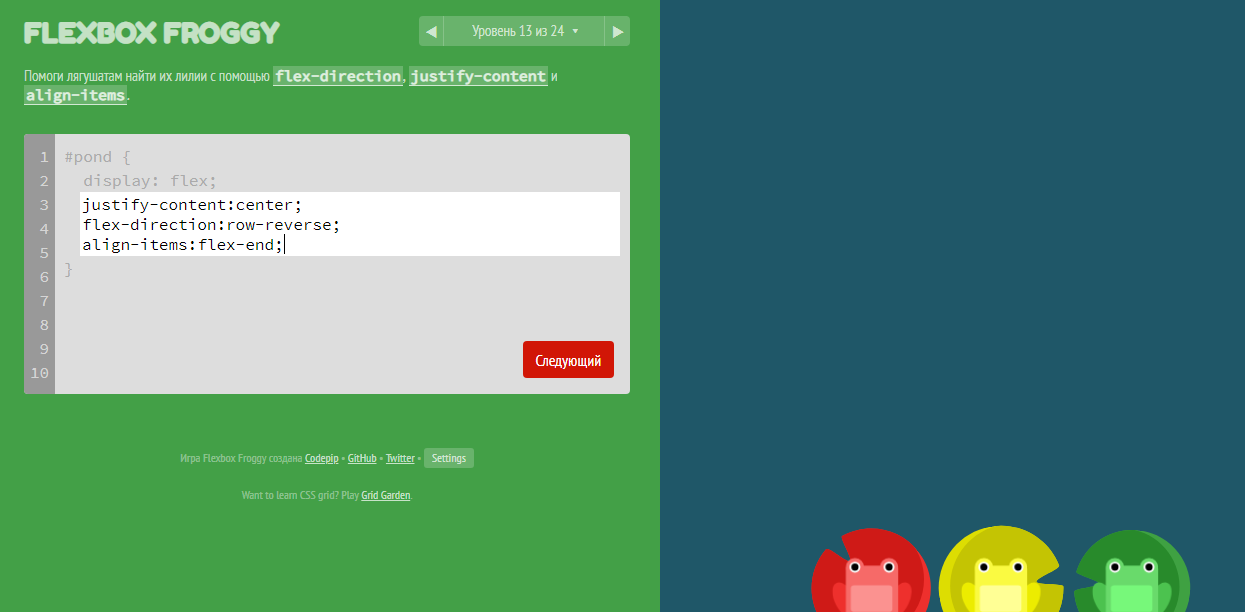 FLEXBOX FROGGY
◀ Уровень 13 из 24 ▾ ▶
Помоги лягушатам найти их лилии с помощью flex-direction, justify-content и
align-items.
1 #pond {
2 display: flex;
3 justify-content:center;
4 flex-direction:row-reverse;
5 align-items:flex-end;
6 }
7
8
9
10
Следующий
Игра Flexbox Froggy создана Codepip • GitHub • Twitter • Settings
Want to learn CSS grid? Play Grid Garden.